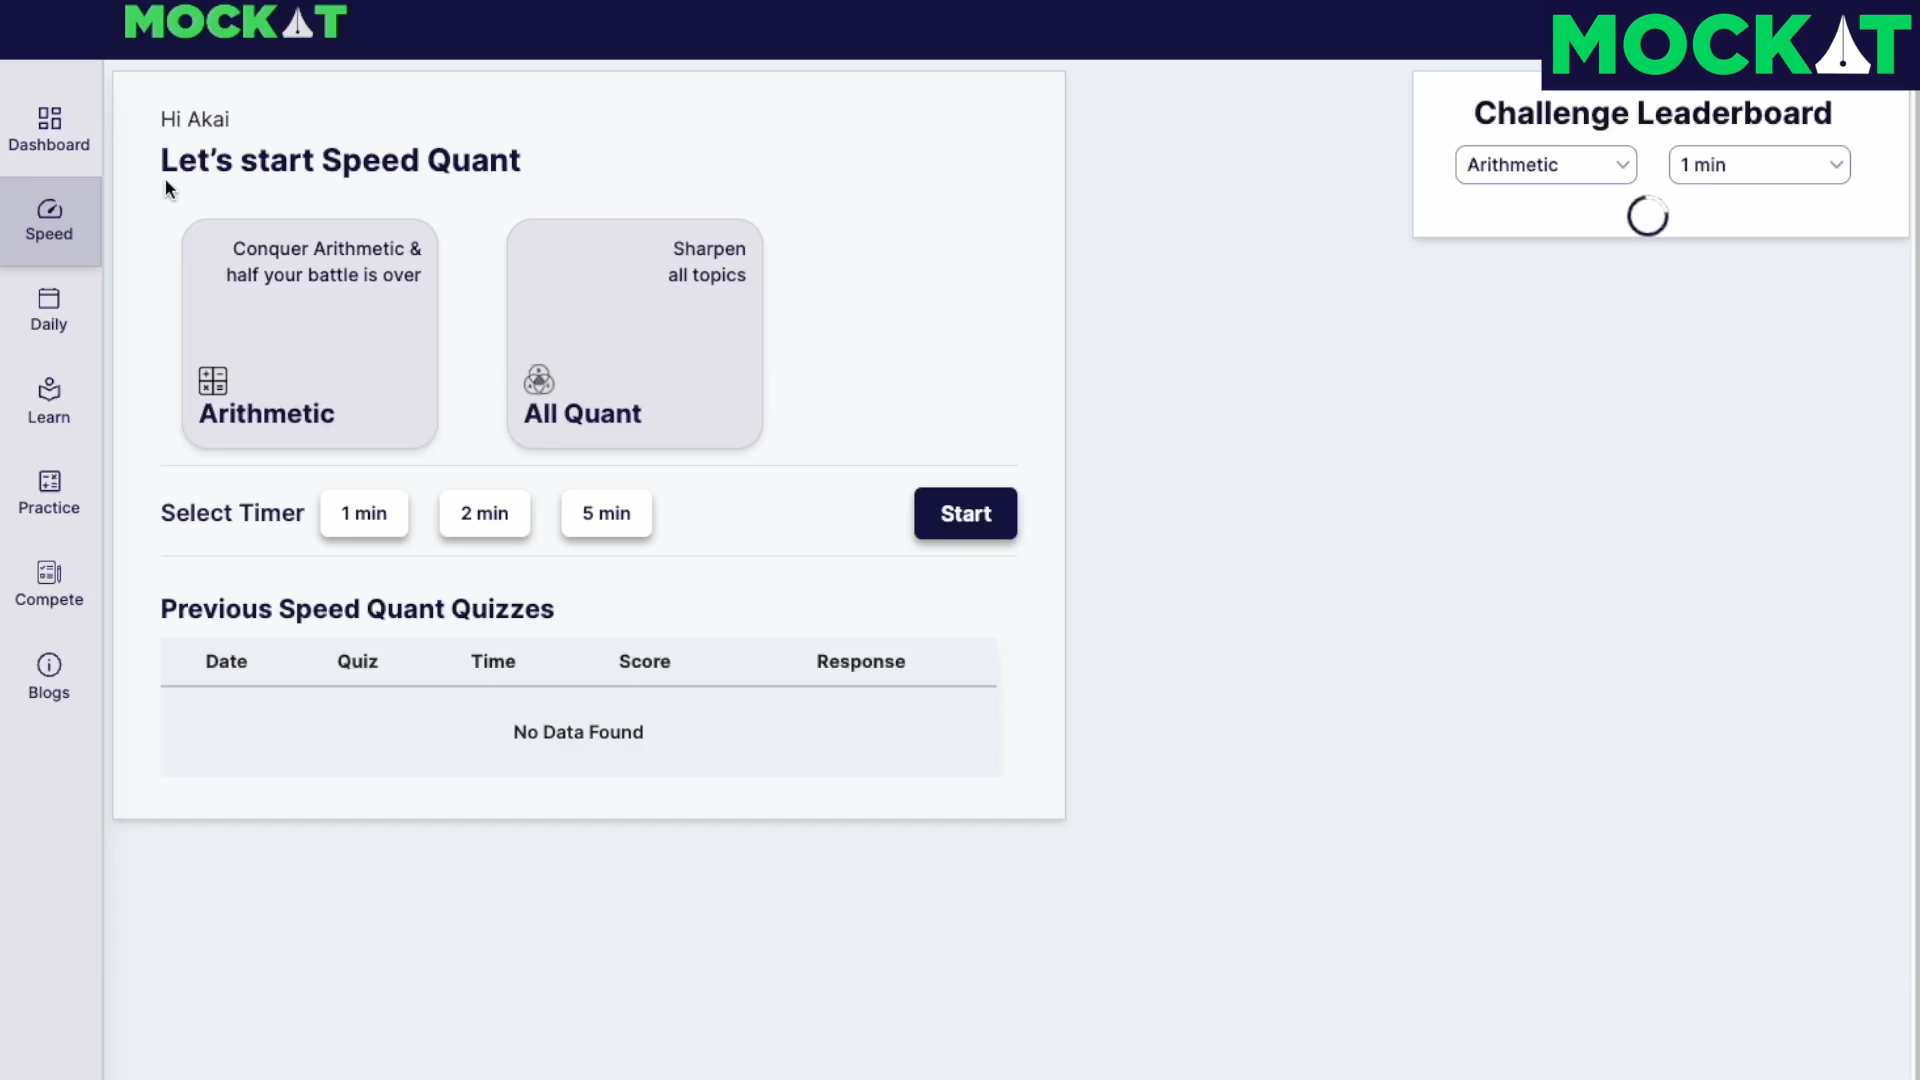 MOCKAT
MOCKAT
Dashboard
Speed
Daily
Learn
Practice
Compete
Blogs
Hi Akai
Let’s start Speed Quant
Conquer Arithmetic &
half your battle is over
Arithmetic
Sharpen
all topics
All Quant
Select Timer 1 min 2 min 5 min Start
Previous Speed Quant Quizzes
Date Quiz Time Score Response
No Data Found
Challenge Leaderboard
Arithmetic 1 min